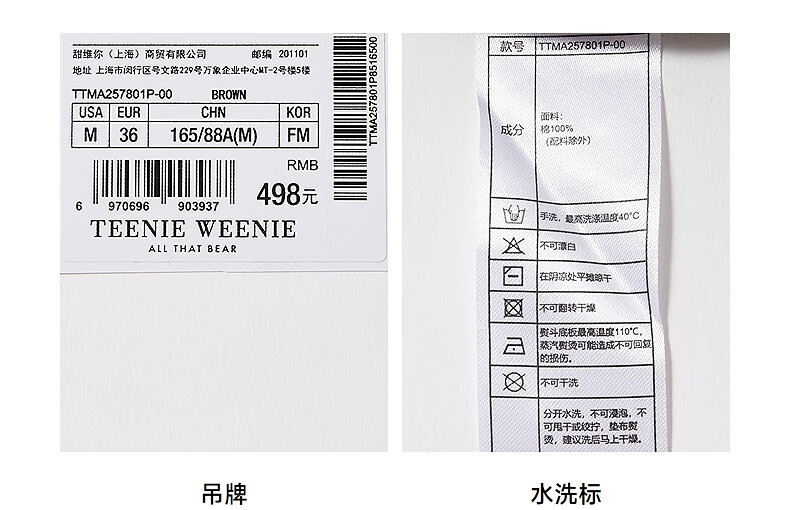 甜维你（上海）商贸有限公司 邮编 201101
地址 上海市闵行区号文路229号万象企业中心MT-2号楼5楼
TTMA257801P-00 BROWN
USA EUR CHN KOR
M 36 165/88A(M) FM
RMB
498元
6 970696 903937
TEENIE WEENIE
ALL THAT BEAR
TTMA257801P8516500
吊牌
款号 TTMA257801P-00
成分
面料：
棉100%
（配料除外）
手洗，最高洗涤温度40°C
不可漂白
在阴凉处平摊晾干
不可翻转干燥
熨斗底板最高温度110℃，
蒸汽熨烫可能造成不可回复
的损伤。
不可干洗
分开水洗，不可浸泡，不
可甩干或绞拧，垫布熨
烫，建议洗后马上干燥。
水洗标